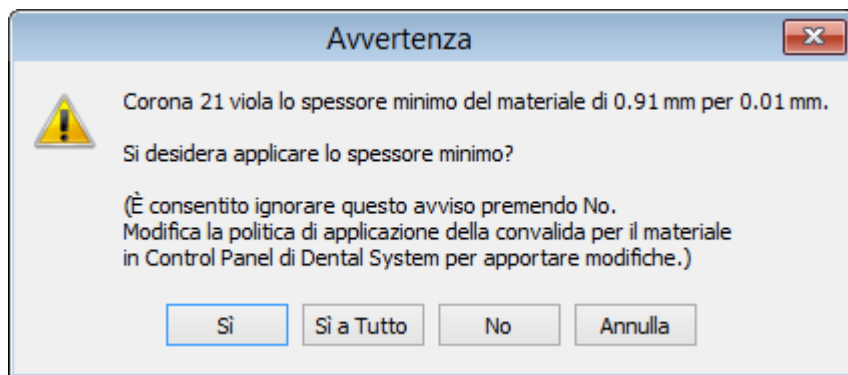 Avvertenza
Corona 21 viola lo spessore minimo del materiale di 0.91 mm per 0.01 mm.
Si desidera applicare lo spessore minimo?
(È consentito ignorare questo avviso premendo No.
Modifica la politica di applicazione della convalida per il materiale
in Control Panel di Dental System per apportare modifiche.)
Sì Sì a Tutto No Annulla